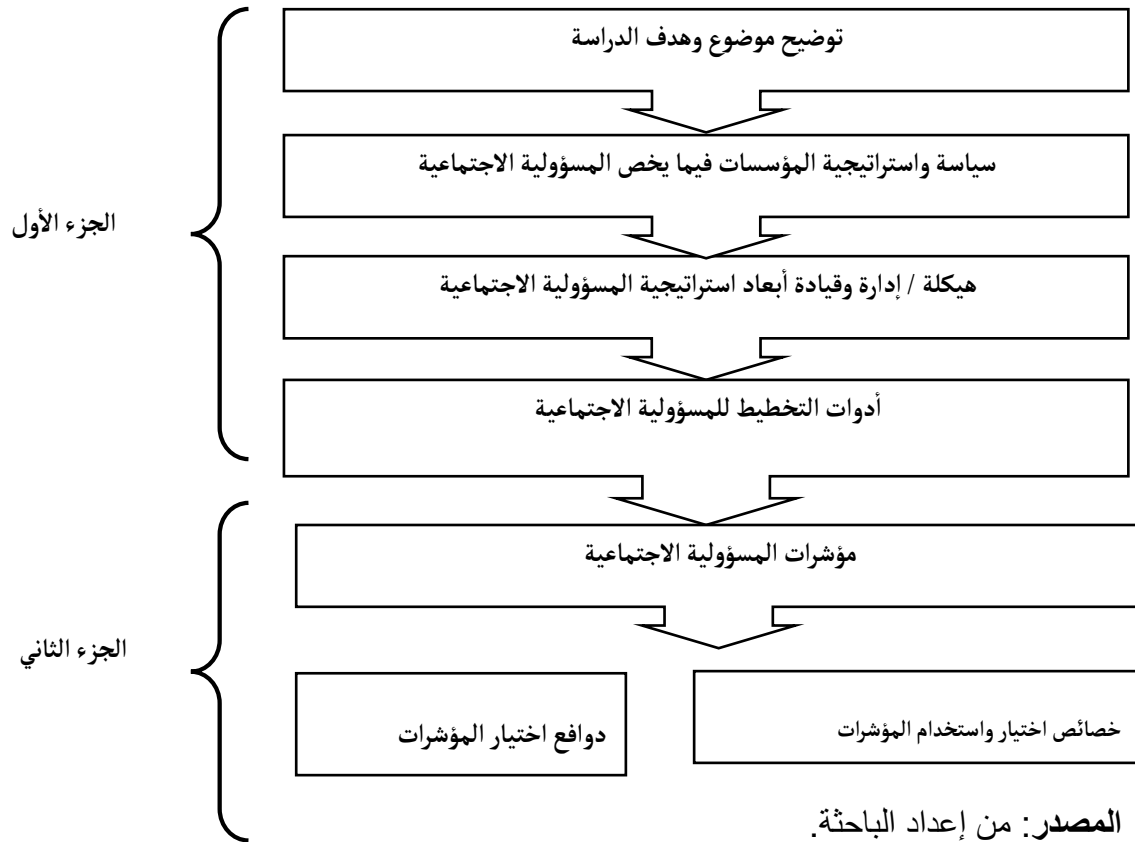 توضيح موضوع وهدف الدراسة
سياسة واستراتيجية المؤسسات فيما يخص المسؤولية الاجتماعية
الجزء الأول
هيكلة / إدارة وقيادة أبعاد استراتيجية المسؤولية الاجتماعية
أدوات التخطيط للمسؤولية الاجتماعية
مؤشرات المسؤولية الاجتماعية
الجزء الثاني
خصائص اختيار واستخدام المؤشرات
دوافع اختيار المؤشرات
المصدر: من إعداد الباحثة.